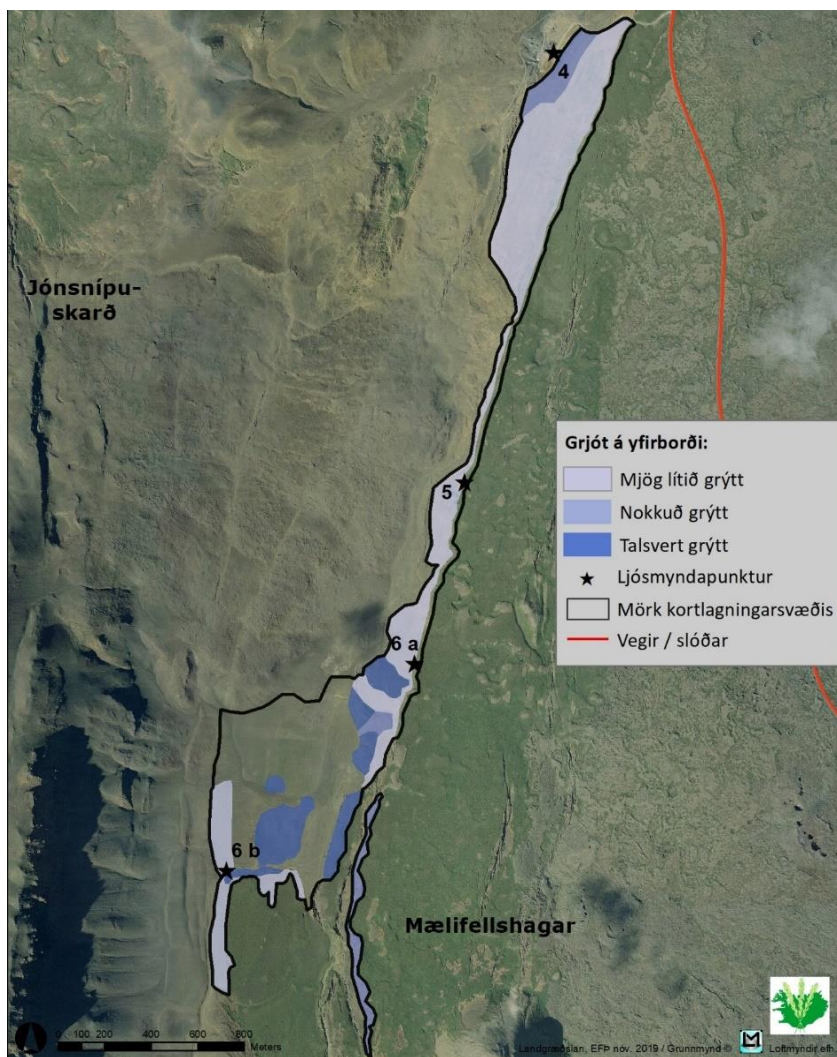 4
Jónsnípu-
skarð
Grjót á yfirborði:
Mjög lítið grýtt
Nokkuð grýtt
Talsvert grýtt
Ljósmyndapunktur
Mörk kortlagningarsvæðis
Vegir / slóðar
5
6 a
6 b
Mælifellshagar
0 100 200 400 600 800
Meters
Landgræðslan, EFÞ nóv. 2019 / Grunnmynd © Loftmyndir ehf